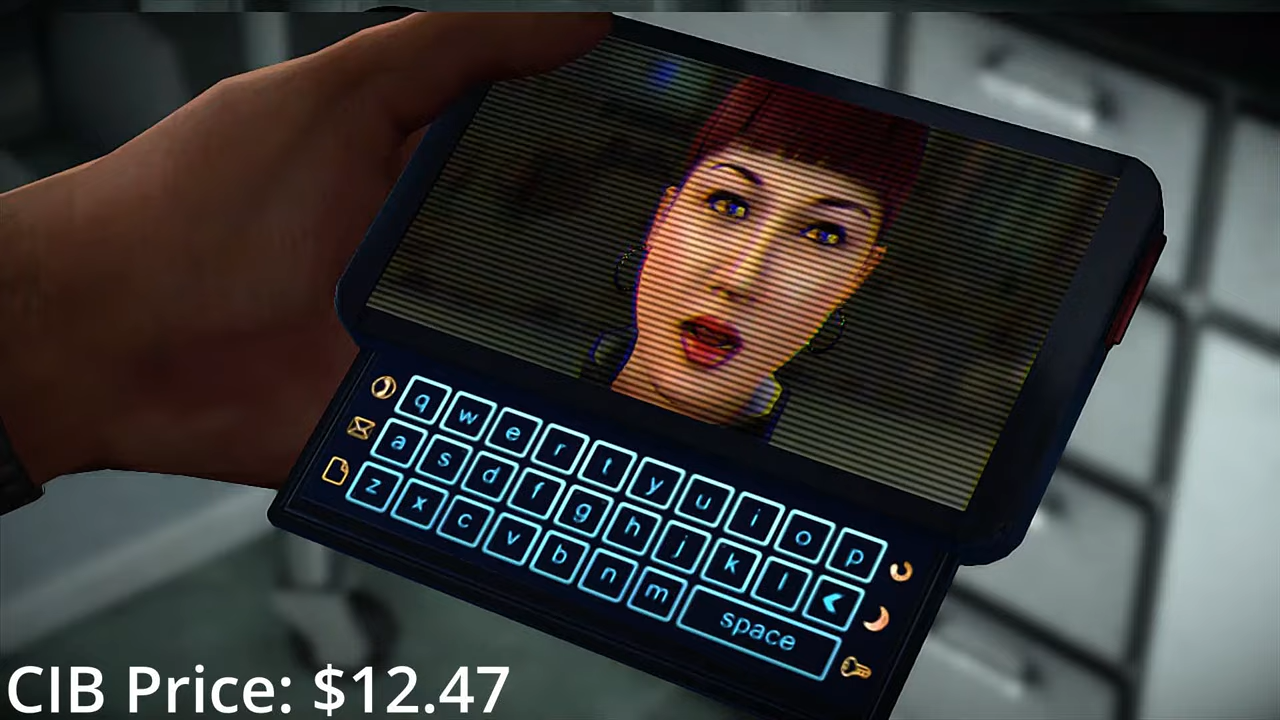 q w e r t y u i o p
a s d f g h j k l
z x c v b n m space
CIB Price: $12.47